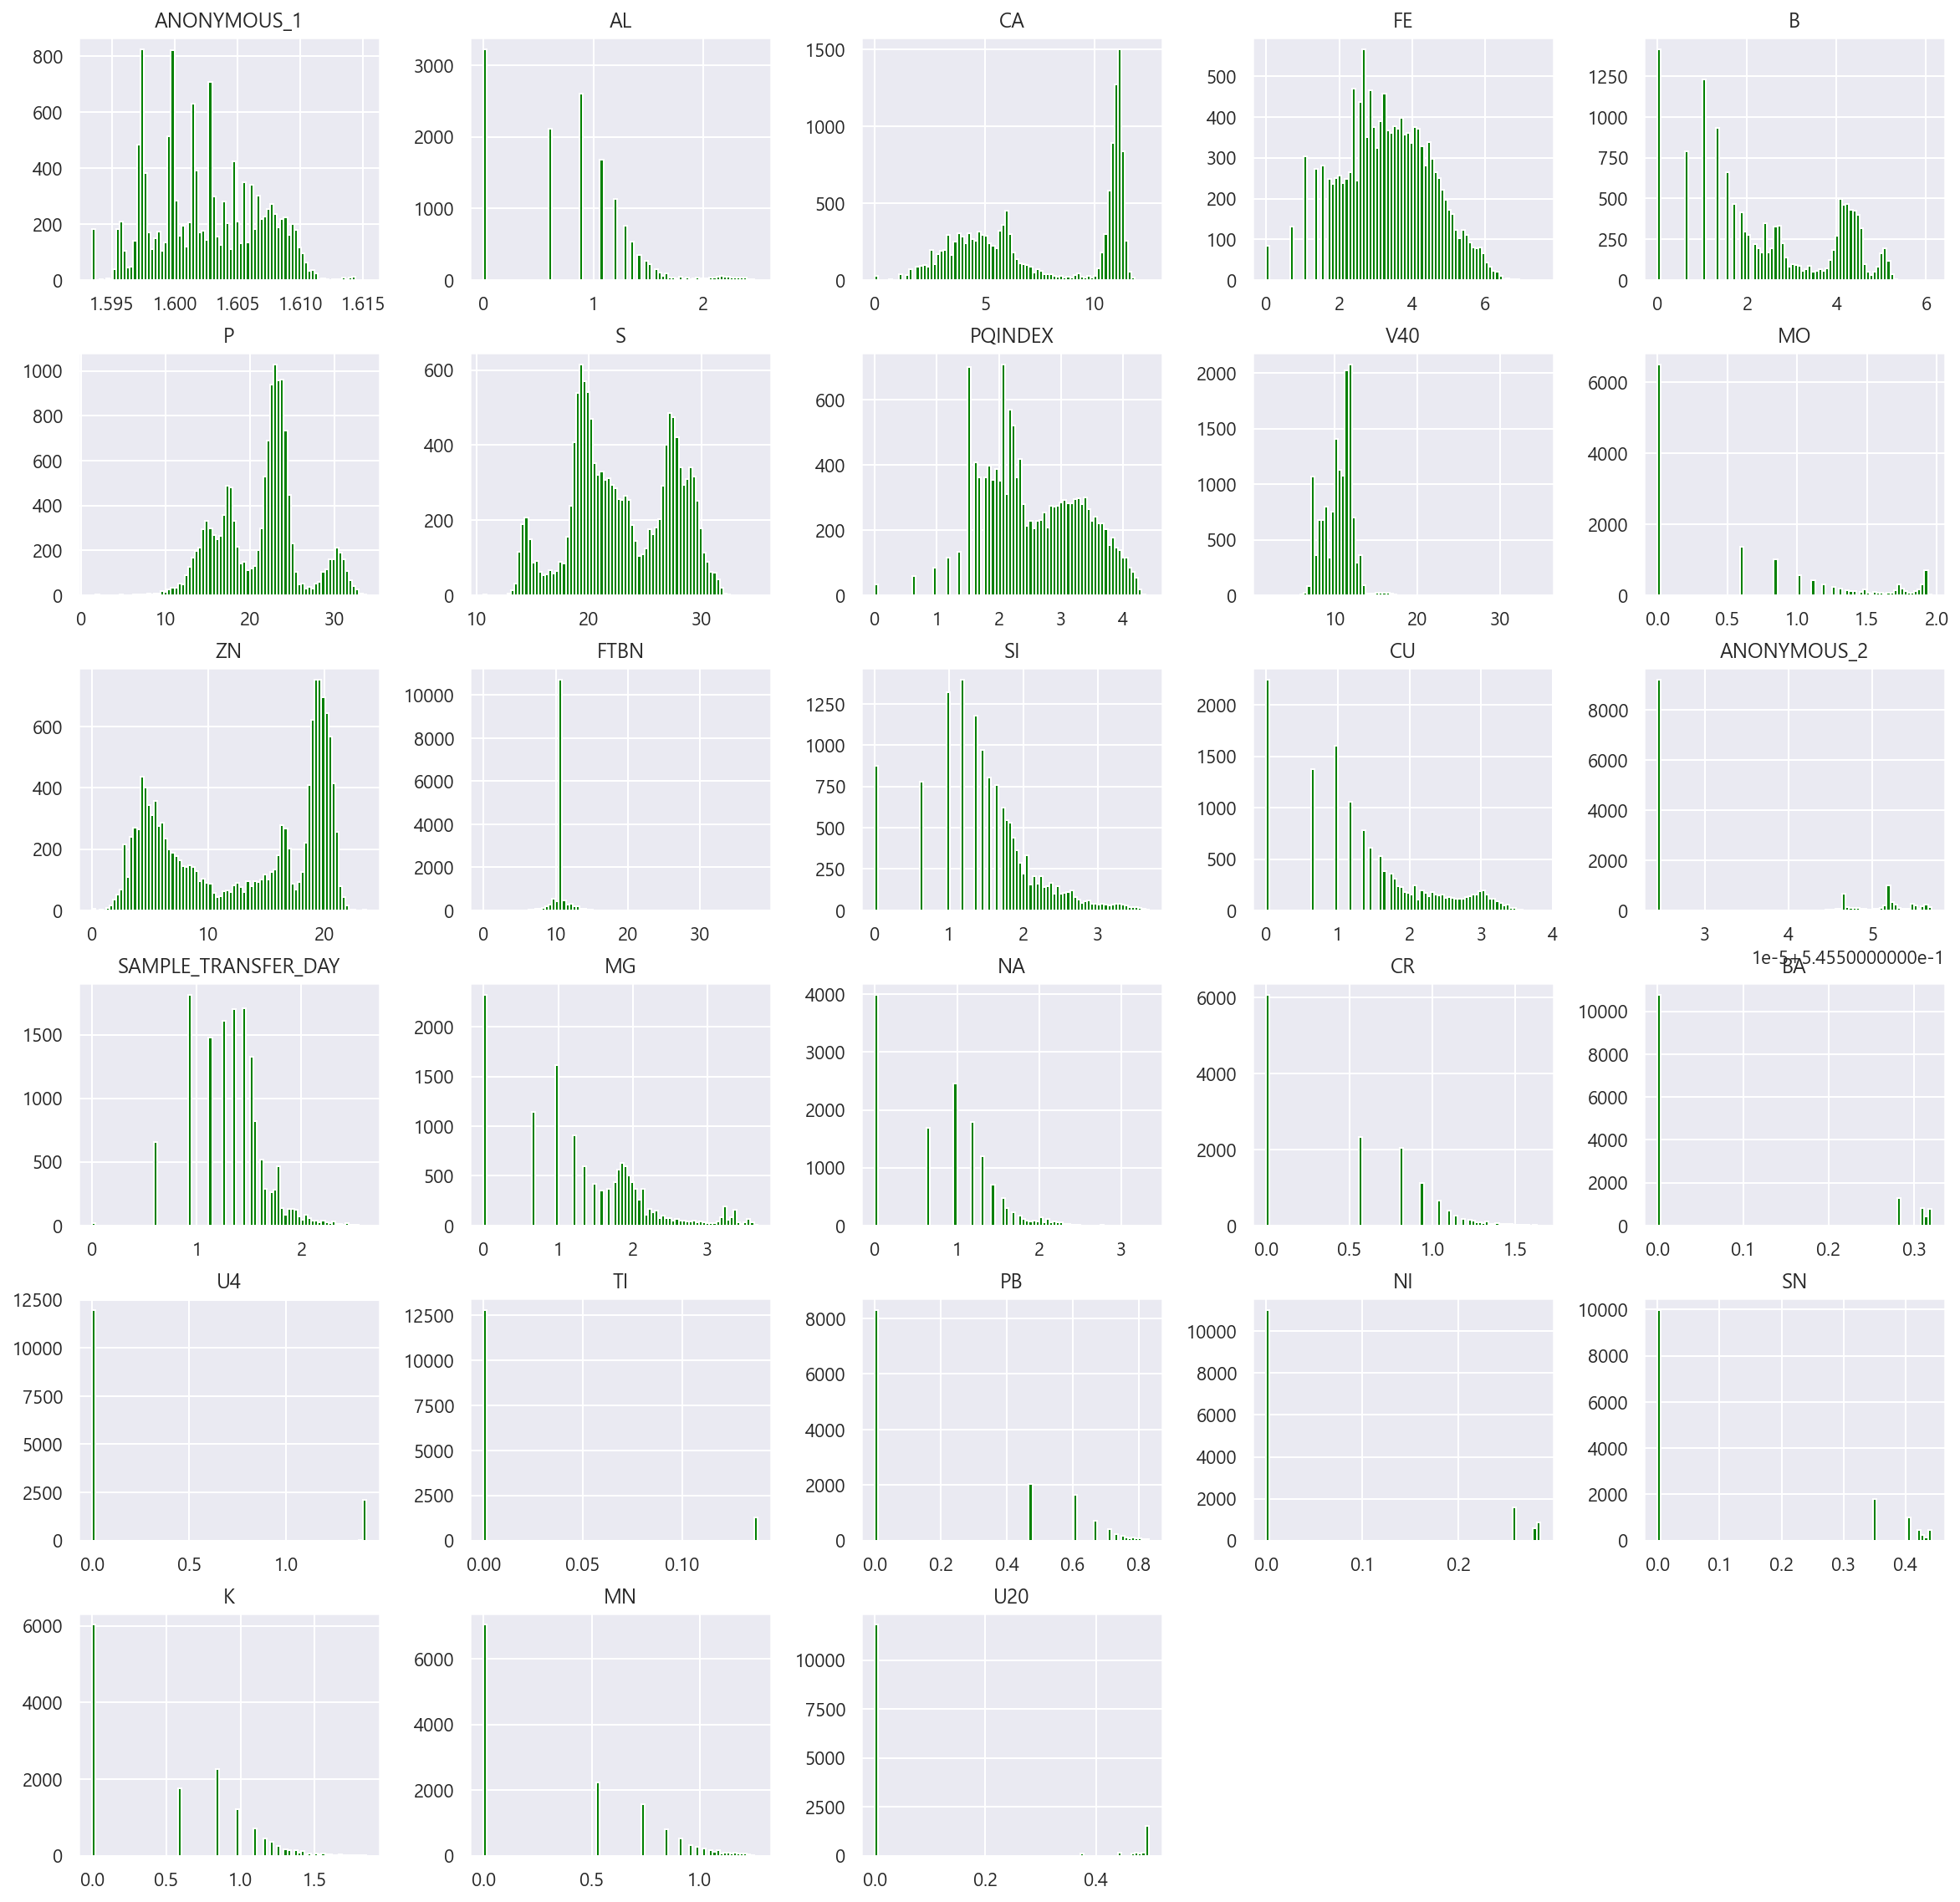 ANONYMOUS_1 AL CA FE B
800 600 400 200 0
1.595 1.600 1.605 1.610 1.615
3000 2000 1000 0
0 1 2
1500 1000 500 0
0 5 10
500 400 300 200 100 0
0 2 4 6
1250 1000 750 500 250 0
0 2 4 6
P S PQINDEX V40 MO
1000 800 600 400 200 0
0 10 20 30
600 400 200 0
10 20 30
600 400 200 0
0 1 2 3 4
2000 1500 1000 500 0
10 20 30
6000 4000 2000 0
0.0 0.5 1.0 1.5 2.0
ZN FTBN SI CU ANONYMOUS_2
600 400 200 0
0 10 20
10000 8000 6000 4000 2000 0
0 10 20 30
1250 1000 750 500 250 0
0 1 2 3
2000 1500 1000 500 0
0 1 2 3 4
8000 6000 4000 2000 0
3 4 5
1e-5+5.4550000000e-1
SAMPLE_TRANSFER_DAY MG NA CR BA
1500 1000 500 0
0 1 2
2000 1500 1000 500 0
0 1 2 3
4000 3000 2000 1000 0
0 1 2 3
6000 4000 2000 0
0.0 0.5 1.0 1.5
10000 8000 6000 4000 2000 0
0.0 0.1 0.2 0.3
U4 TI PB NI SN
12500 10000 7500 5000 2500 0
0.0 0.5 1.0
12500 10000 7500 5000 2500 0
0.00 0.05 0.10
8000 6000 4000 2000 0
0.0 0.2 0.4 0.6 0.8
10000 8000 6000 4000 2000 0
0.0 0.1 0.2
10000 8000 6000 4000 2000 0
0.0 0.1 0.2 0.3 0.4
K MN U20
6000 4000 2000 0
0.0 0.5 1.0 1.5
6000 4000 2000 0
0.0 0.5 1.0
10000 7500 5000 2500 0
0.0 0.2 0.4